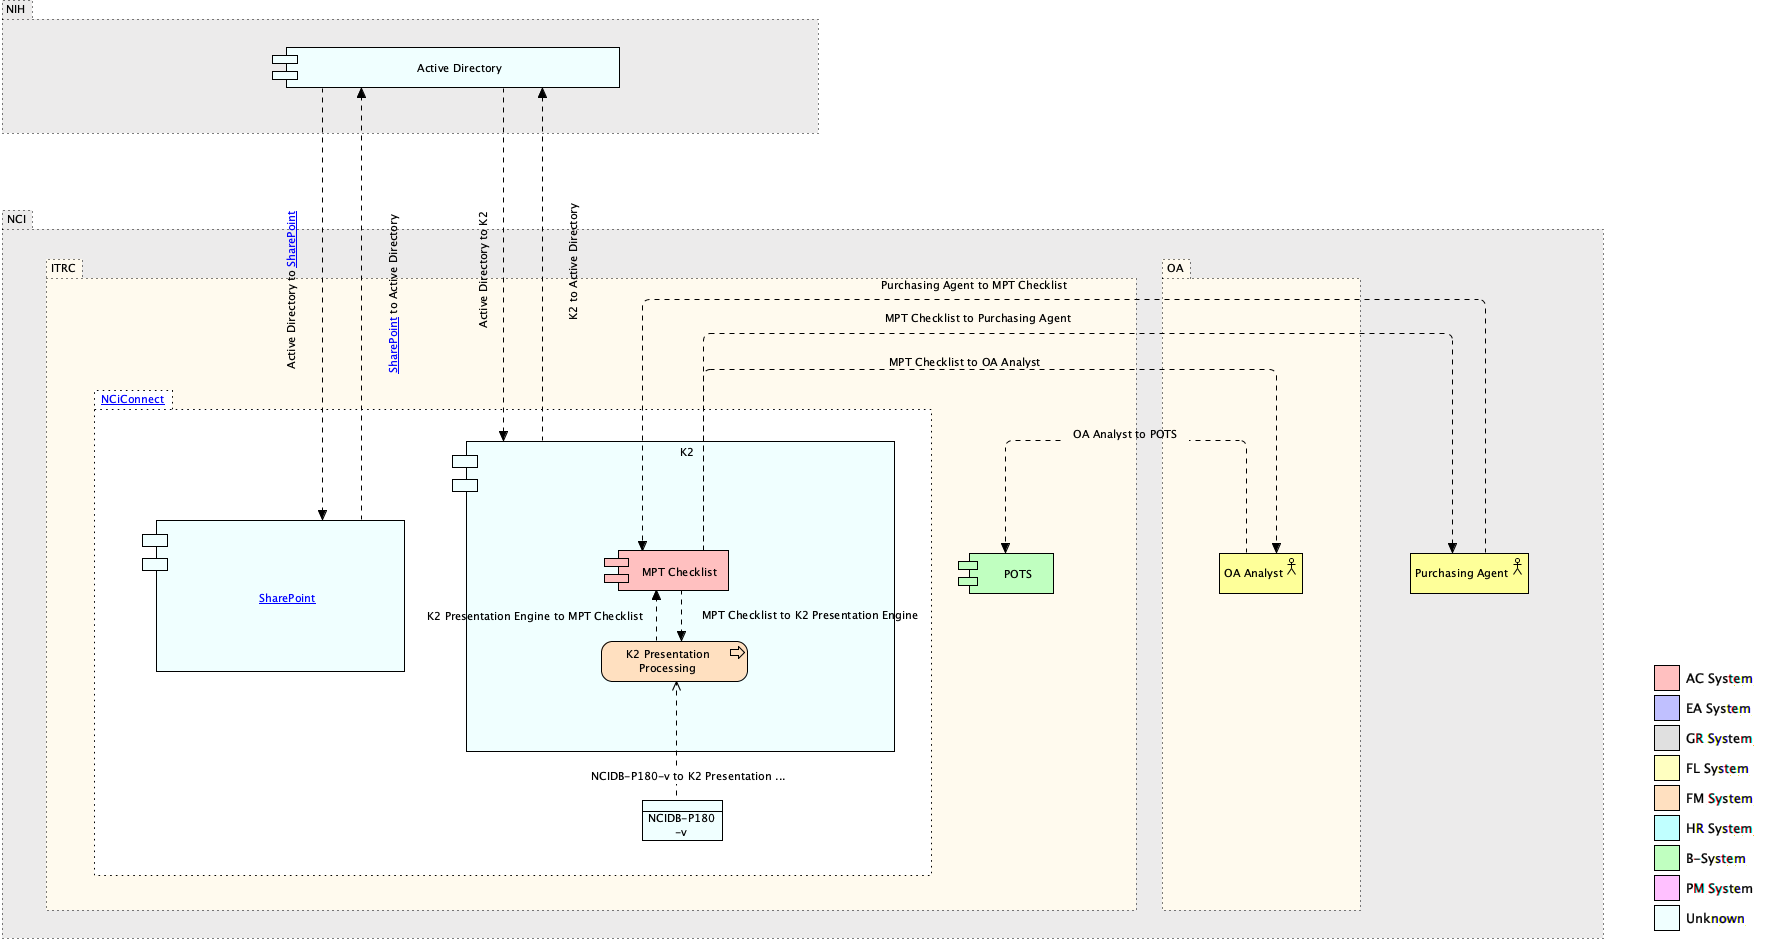 NIH
Active Directory
NCI
Active Directory to SharePoint
SharePoint to Active Directory
Active Directory to K2
K2 to Active Directory
ITRC
OA
Purchasing Agent to MPT Checklist
MPT Checklist to Purchasing Agent
MPT Checklist to OA Analyst
NCiConnect
OA Analyst to POTS
K2
MPT Checklist
POTS
OA Analyst
Purchasing Agent
SharePoint
K2 Presentation Engine to MPT Checklist
MPT Checklist to K2 Presentation Engine
K2 Presentation
Processing
NCIDB-P180-v to K2 Presentation ...
NCIDB-P180
-v
AC System
EA System
GR System
FL System
FM System
HR System
B-System
PM System
Unknown